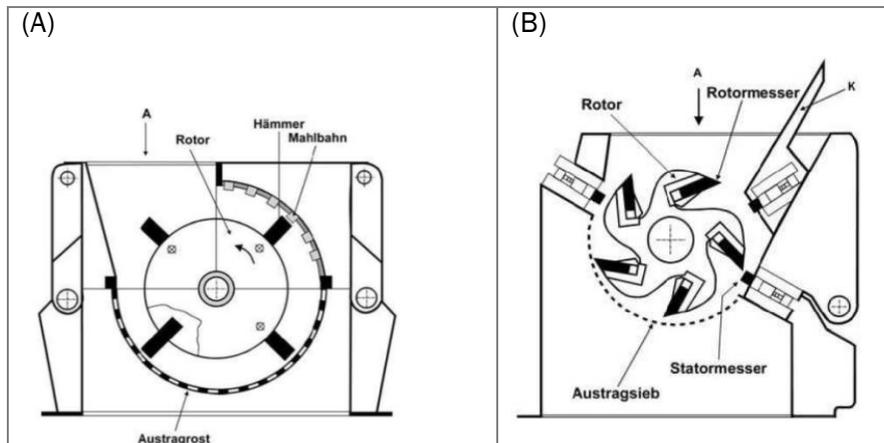 (A)
A
Rotor
Hämmer
Mahlbahn
Austragrost
(B)
A
Rotor
Rotormesser
K
Austragsieb
Statormesser